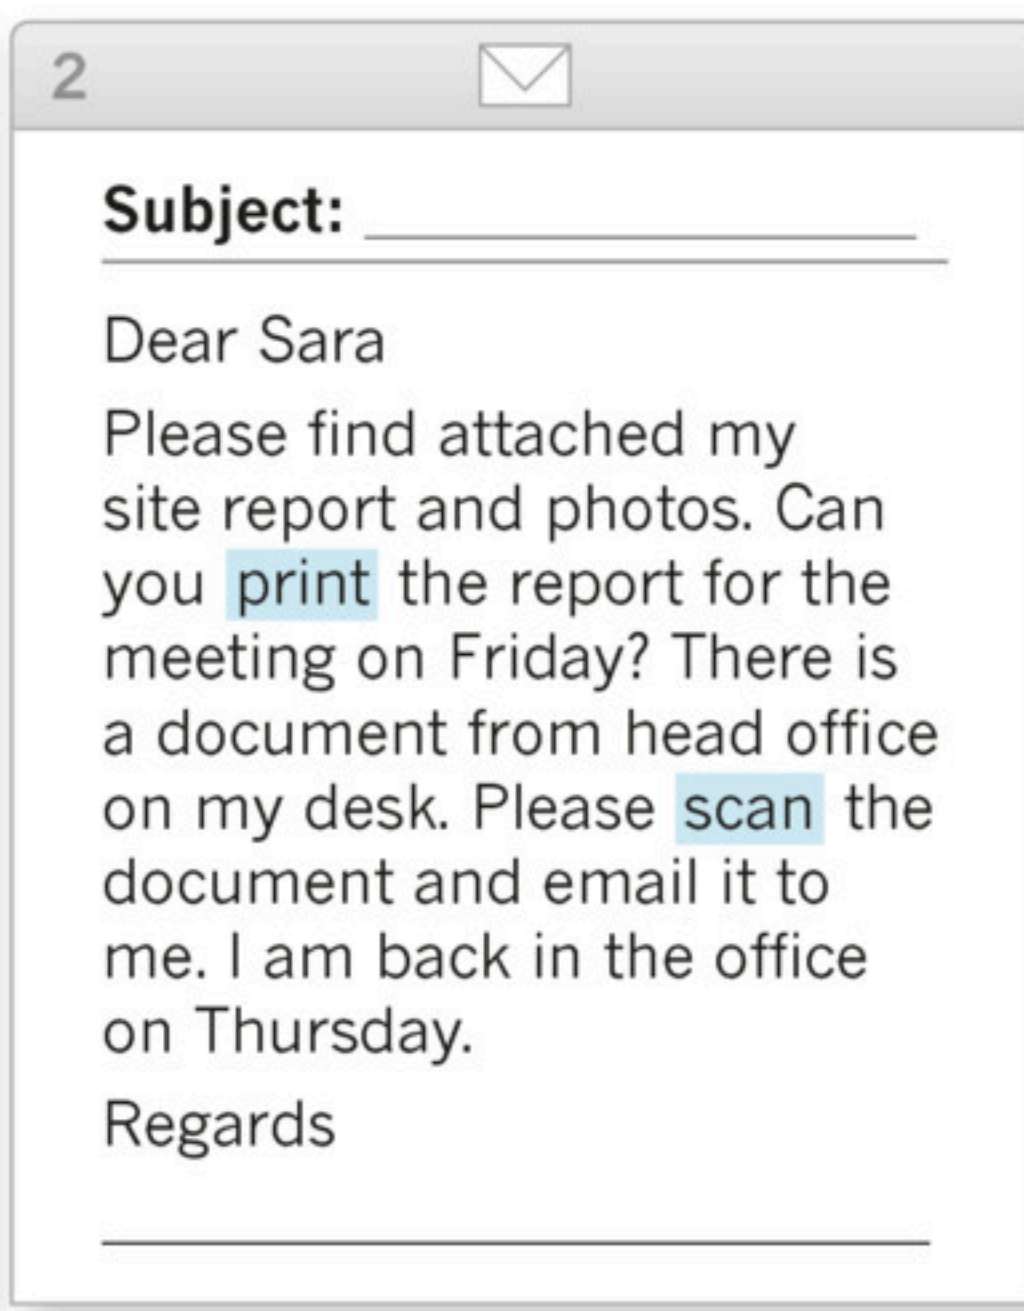 2
Subject:
Dear Sara
Please find attached my
site report and photos. Can
you print the report for the
meeting on Friday? There is
a document from head office
on my desk. Please scan the
document and email it to
me. I am back in the office
on Thursday.
Regards